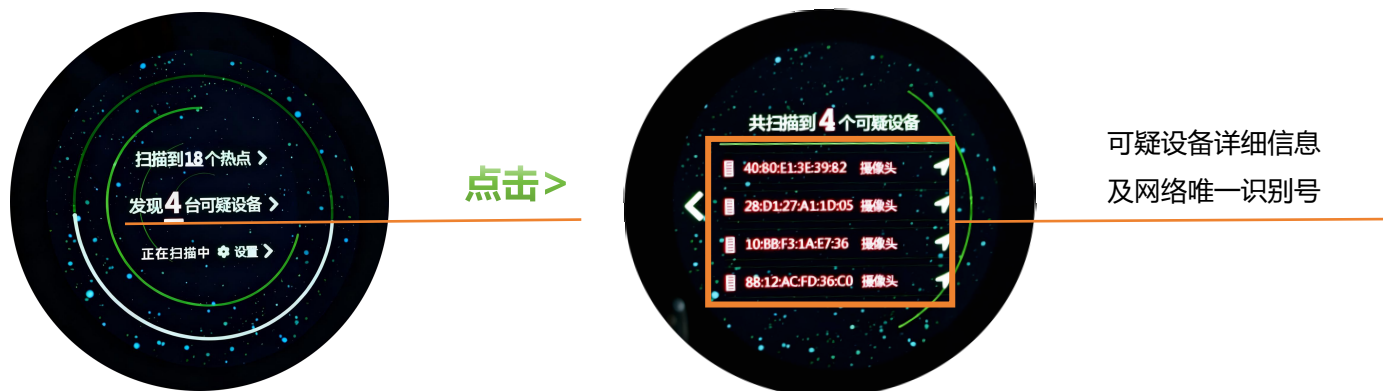 扫描到18个热点 >
发现4台可疑设备 >
正在扫描中 设置 >
点击>
共扫描到4个可疑设备
40:80:E1:3E:39:82 摄像头
28:D1:27:A1:1D:05 摄像头
10:BB:F3:1A:E7:36 摄像头
88:12:AC:FD:36:C0 摄像头
可疑设备详细信息
及网络唯一识别号